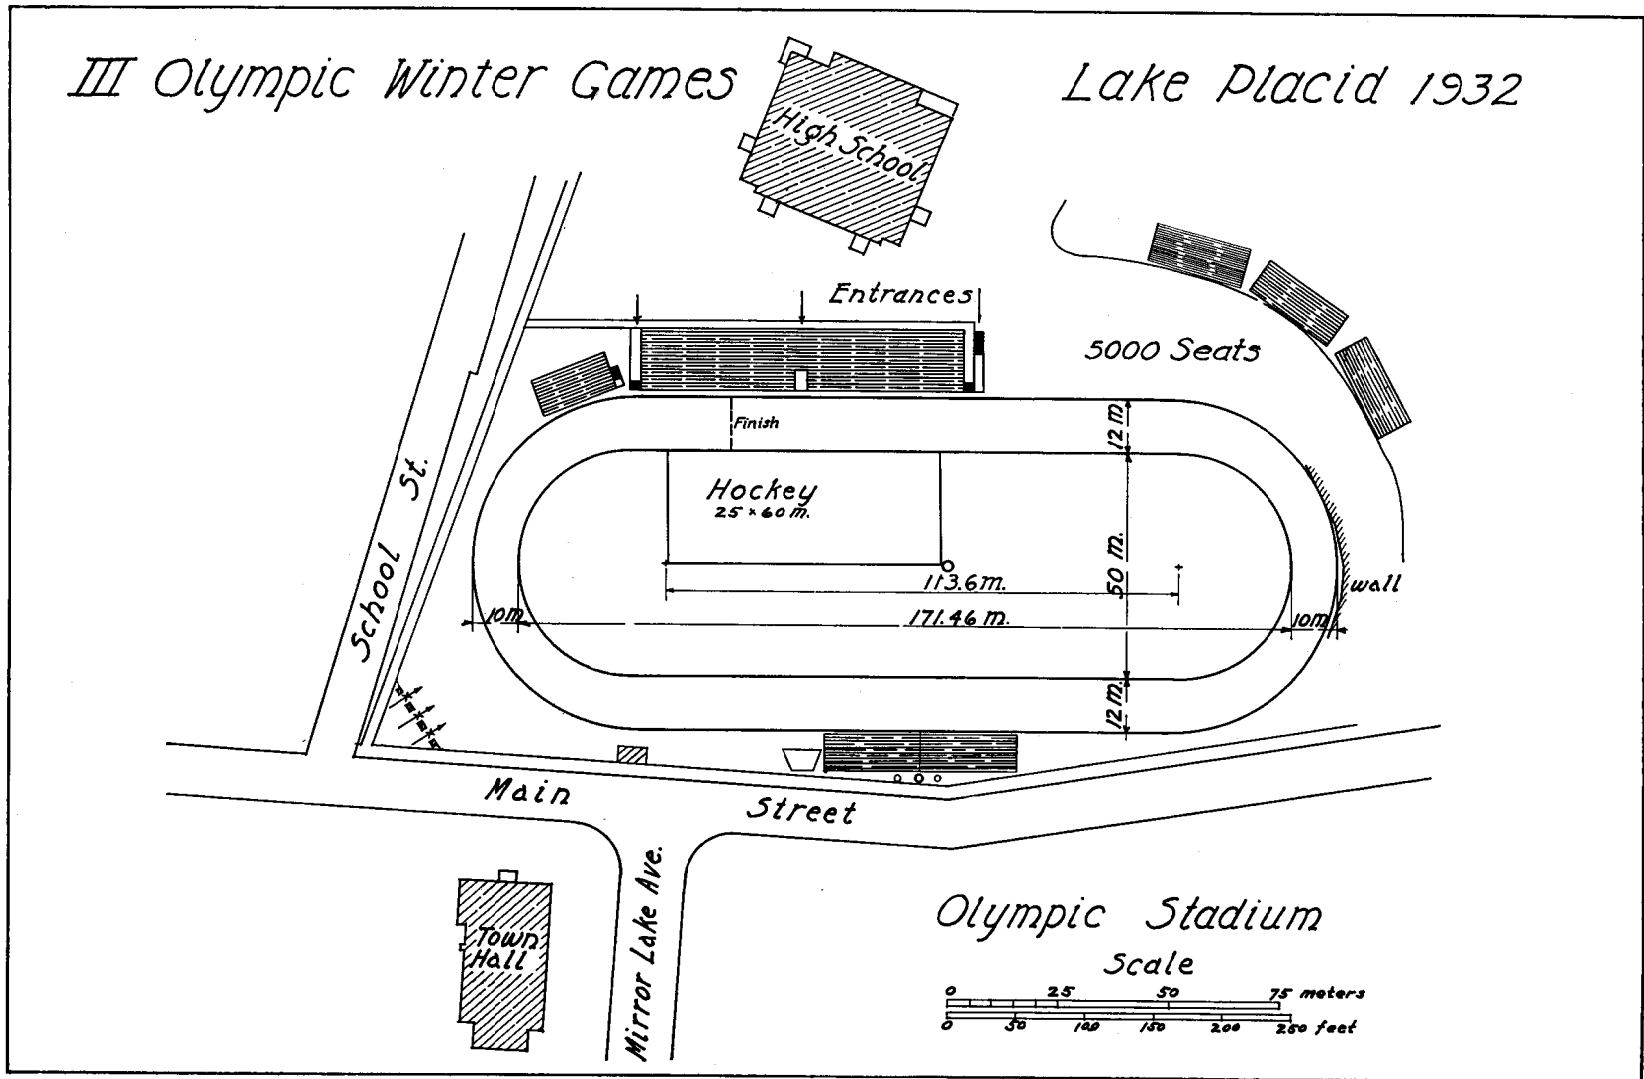 III Olympic Winter Games
Lake Placid 1932
High School
Entrances
5000 Seats
Finish
12 m
Hockey
25 × 60 m.
School St.
113.6 m.
50 m.
wall
10 m
171.46 m.
10 m
12 m.
Main Street
Mirror Lake Ave.
Town
Hall
Olympic Stadium
Scale
0 25 50 75 meters
0 50 100 150 200 250 feet